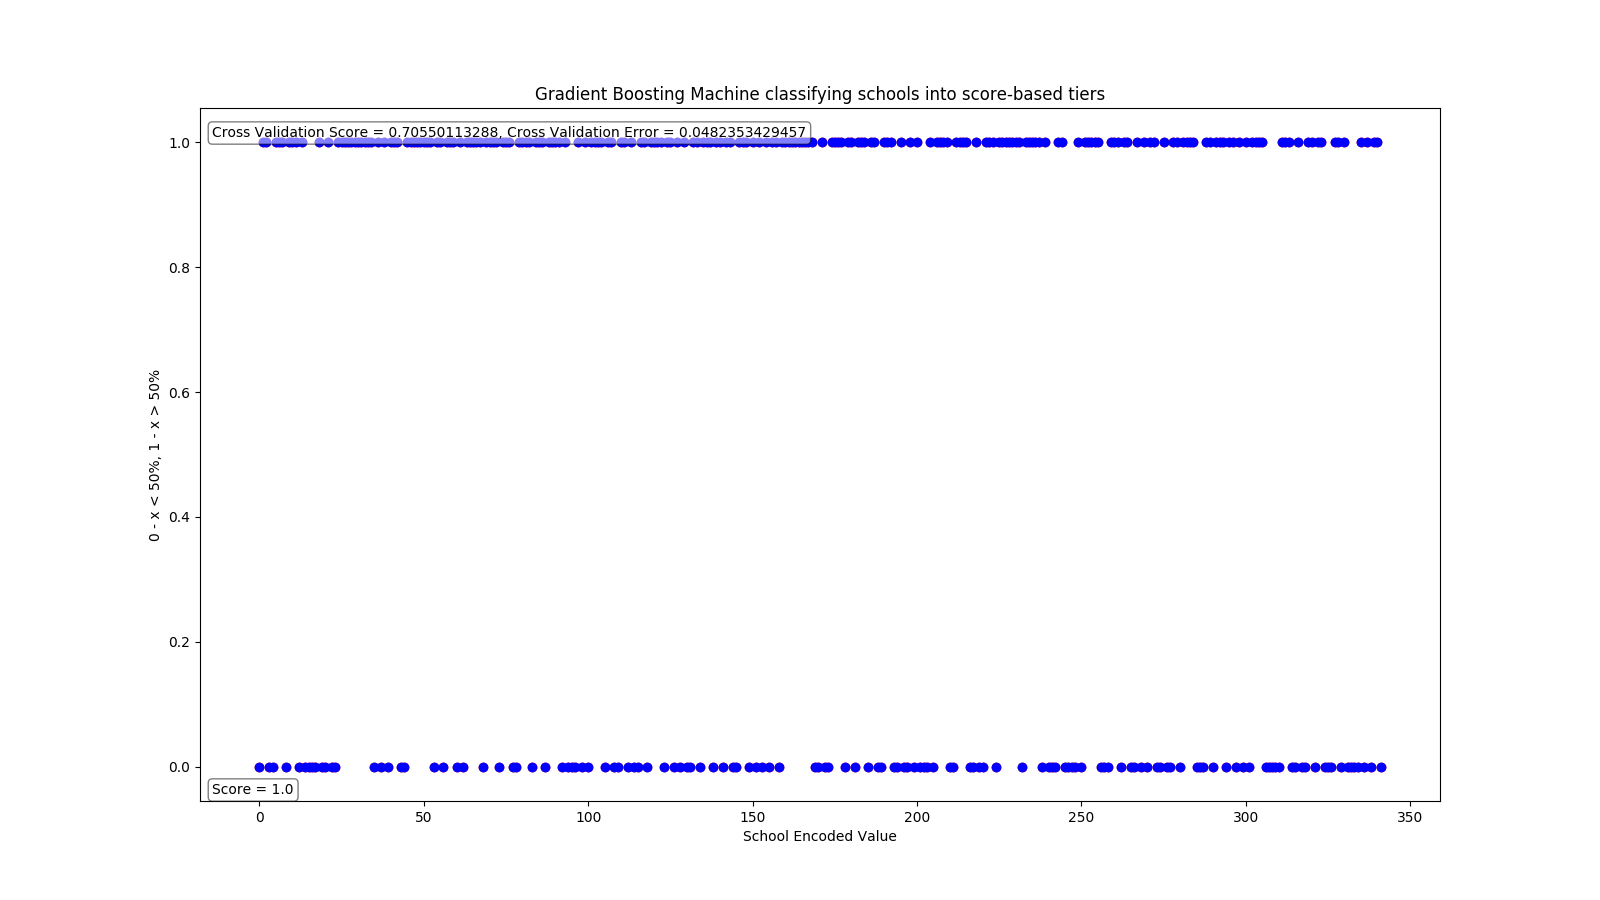 Gradient Boosting Machine classifying schools into score-based tiers
Cross Validation Score = 0.70550113288, Cross Validation Error = 0.0482353429457
1.0
0.8
0.6
0.4
0.2
0.0
0 - x < 50%, 1 - x > 50%
Score = 1.0
0 50 100 150 200 250 300 350
School Encoded Value